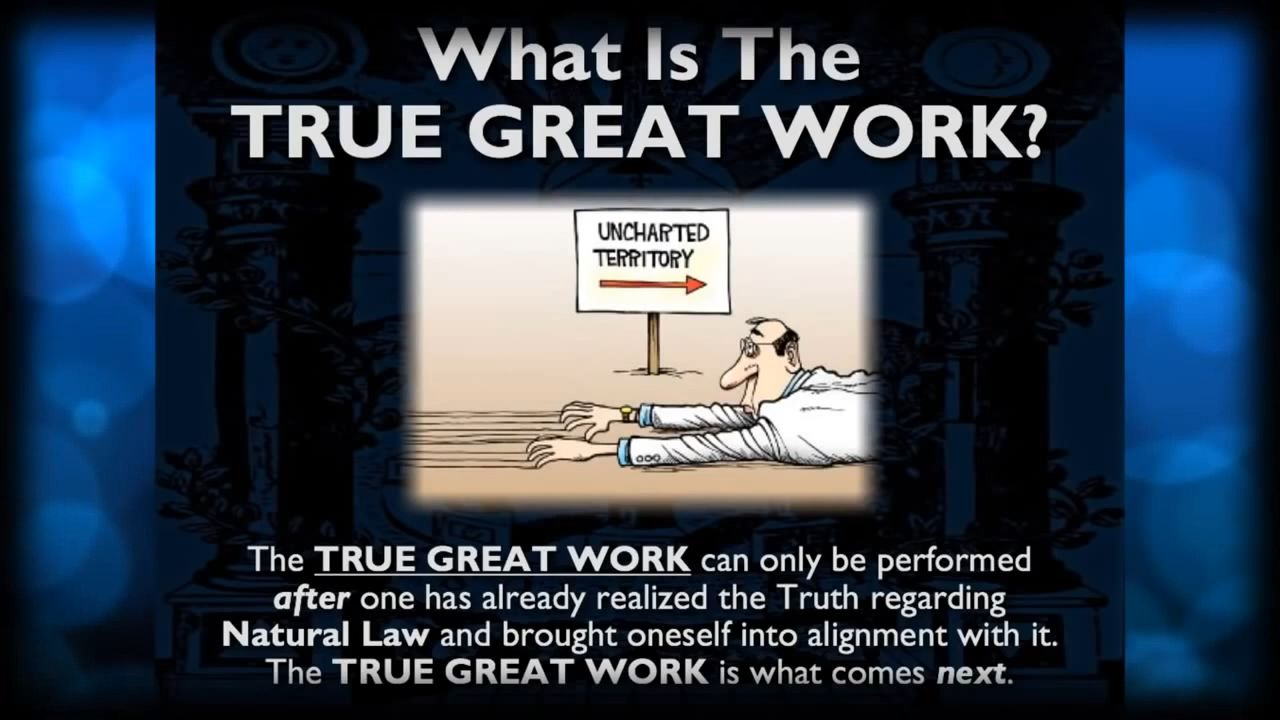 What Is The
TRUE GREAT WORK?
UNCHARTED
TERRITORY
The TRUE GREAT WORK can only be performed
after one has already realized the Truth regarding
Natural Law and brought oneself into alignment with it.
The TRUE GREAT WORK is what comes next.